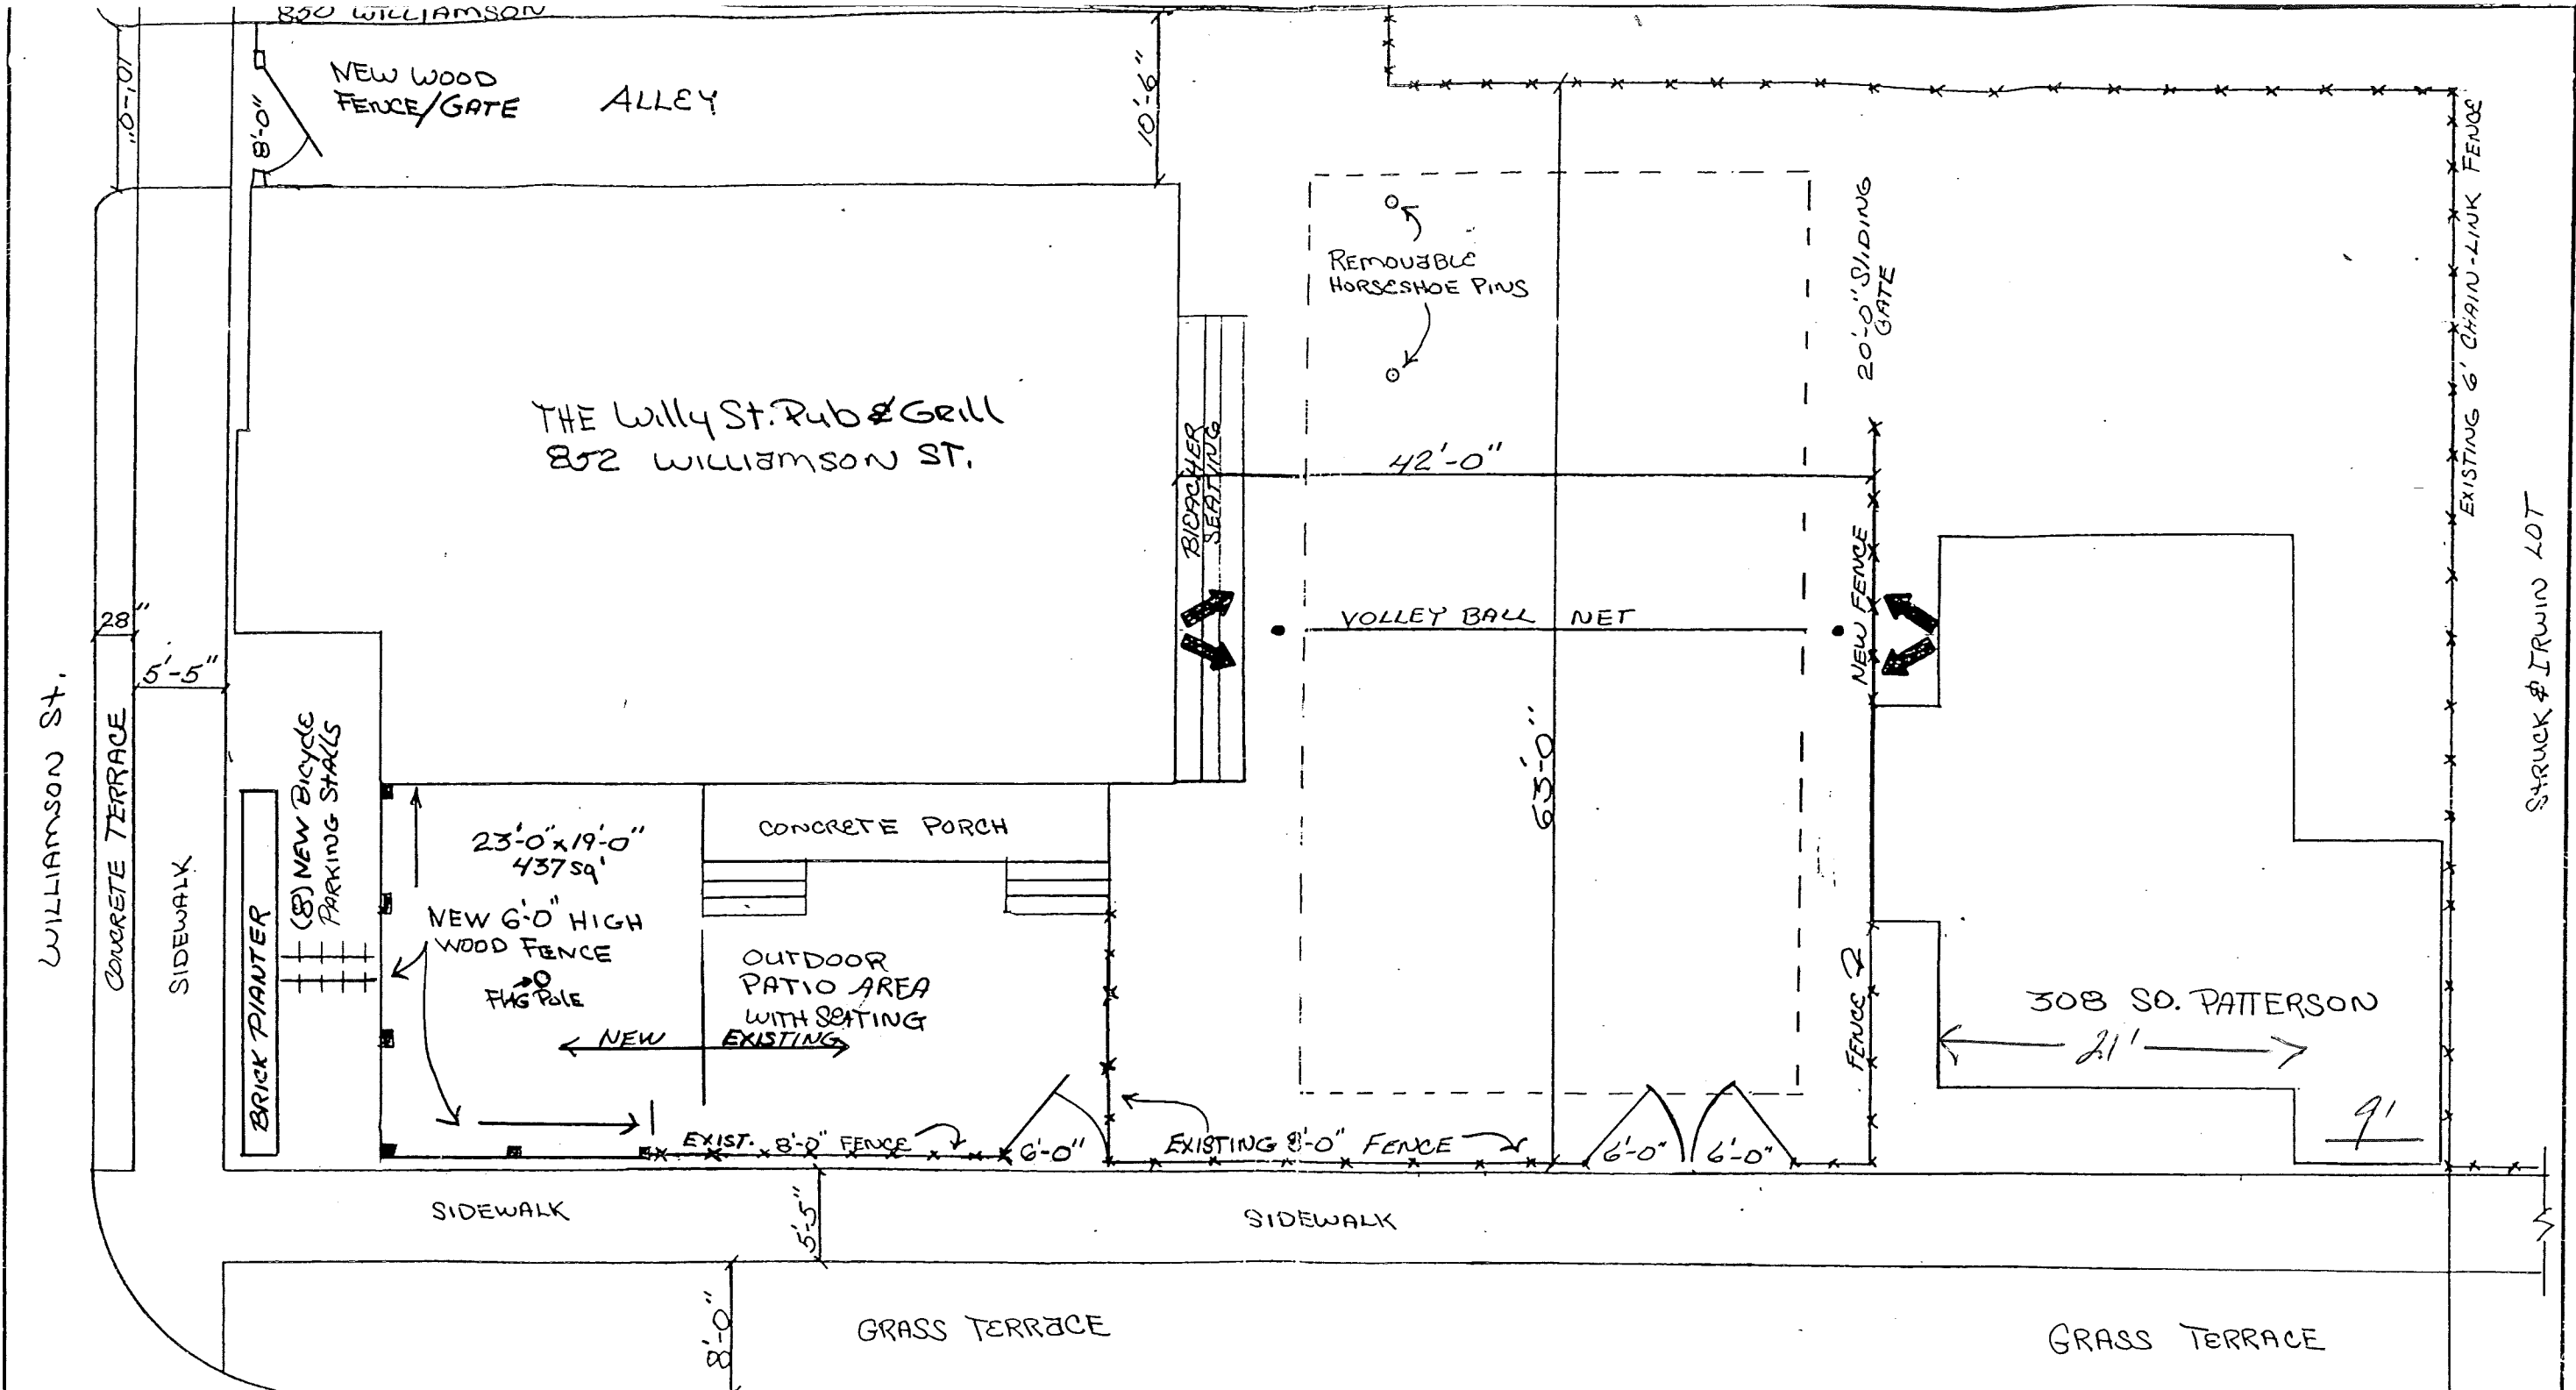 850 WILLIAMSON
10'-0"
8'-0"
NEW WOOD
FENCE/GATE
ALLEY
10'-6"
THE Willy St. Pub & GRill
852 WILLIAMSON ST.
BLEACHER
SEATING
REMOVABLE
HORSESHOE PINS
20'-0" SLIDING
GATE
42'-0"
VOLLEY BALL NET
NEW FENCE
63'-0"
EXISTING 6' CHAIN-LINK FENCE
STRUCK & IRWIN LOT
28"
5'-5"
WILLIAMSON St.
CONCRETE TERRACE
SIDEWALK
BRICK PLANTER
(8) NEW Bicycle
PARKING StALLS
23'-0" x 19'-0"
437 sq'
NEW 6'-0" HIGH
WOOD FENCE
FLAG POLE
CONCRETE PORCH
OUTDOOR
PATIO AREA
WITH SEATING
NEW
EXISTING
EXIST. 8'-0" FENCE
6'-0"
EXISTING 8'-0" FENCE
6'-0"
6'-0"
FENCE
308 SO. PATTERSON
21'
9'
SIDEWALK
5'-5"
SIDEWALK
8'-0"
GRASS TERRACE
GRASS TERRACE